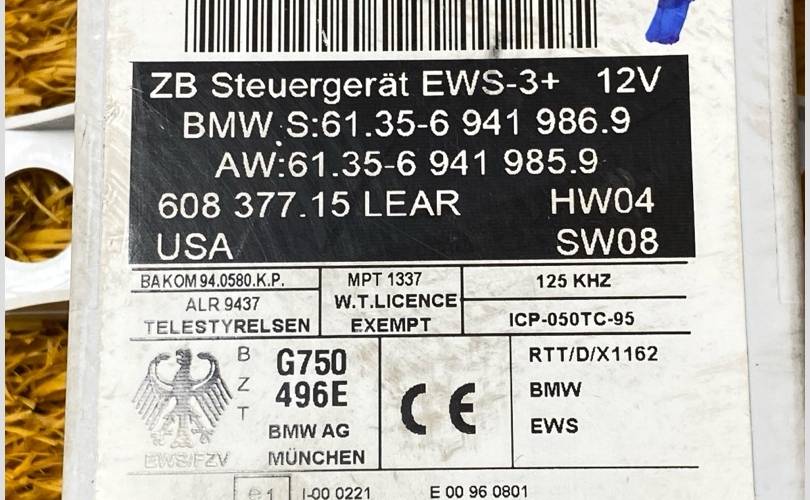 ZB Steuergerät EWS-3+ 12V
BMW S:61.35-6 941 986.9
AW:61.35-6 941 985.9
608 377.15 LEAR HW04
USA SW08
BAKOM 94.0580.K.P. MPT 1337 125 KHZ
ALR 9437 W.T.LICENCE
TELESTYRELSEN EXEMPT ICP-050TC-95
B G750 RTT/D/X1162
Z 496E BMW
T BMW AG CE EWS
EWS/FZV MÜNCHEN
e1 I-00 0221 E 00 96 0801